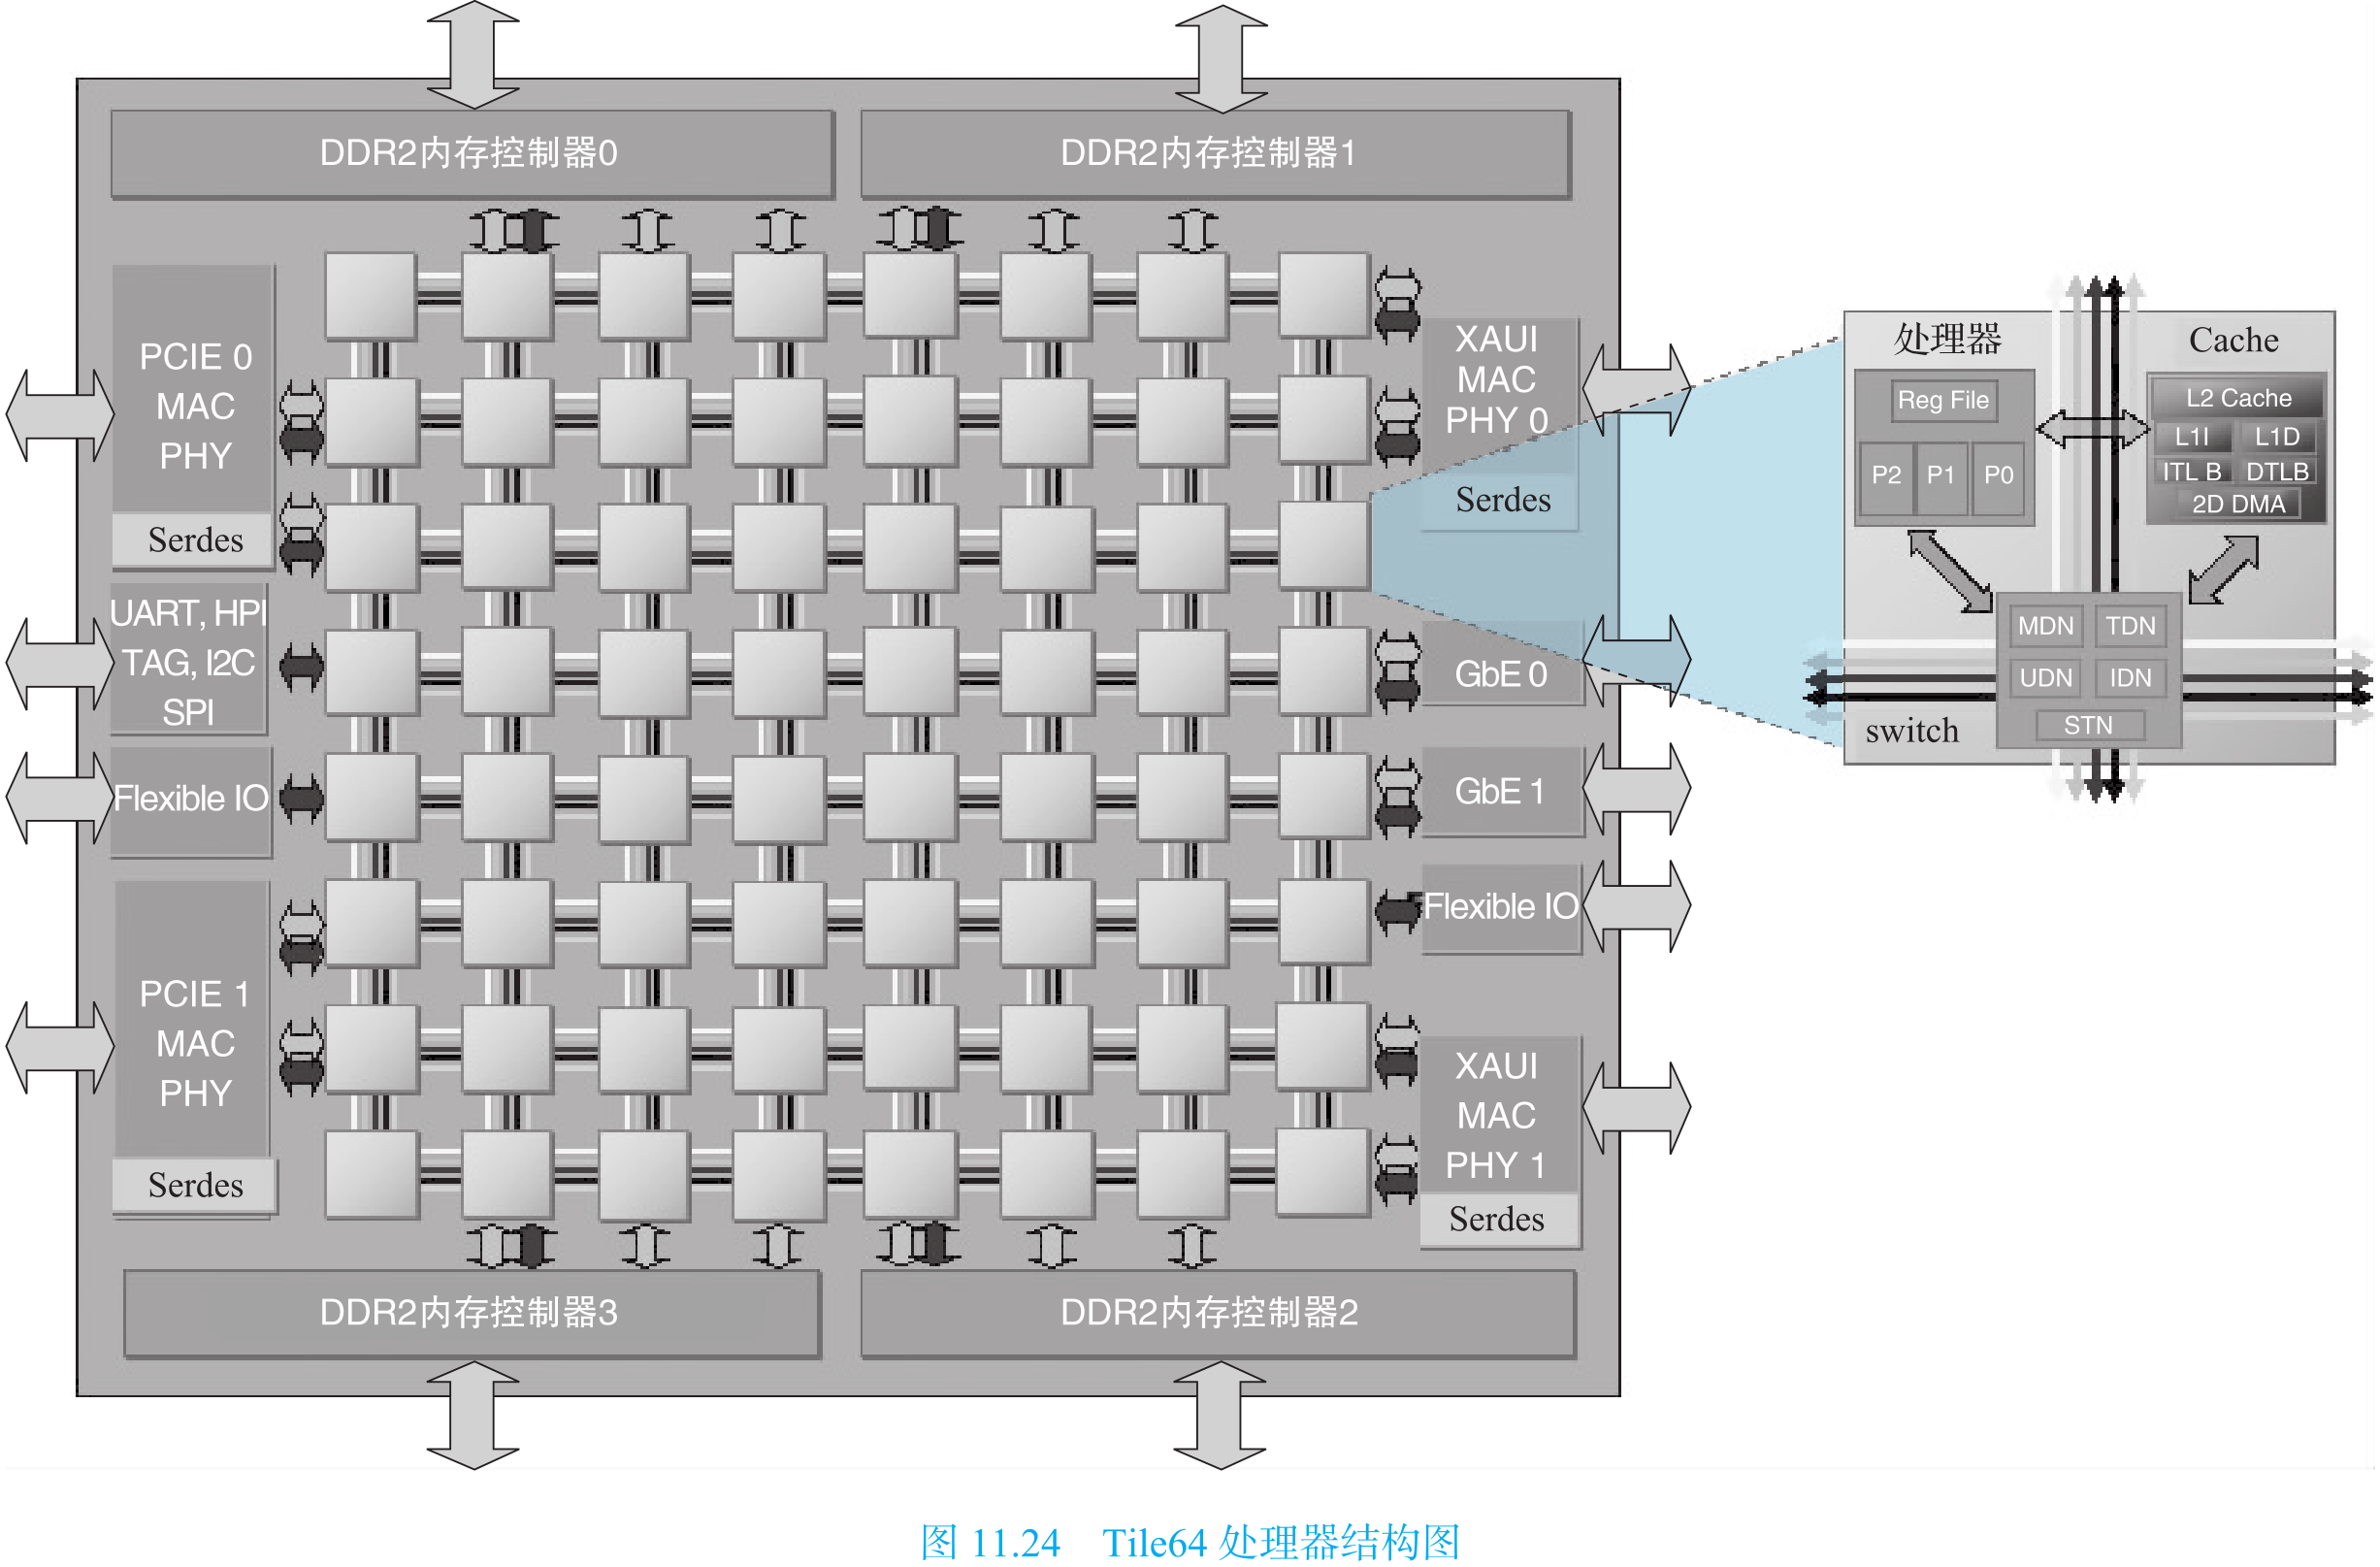 DDR2内存控制器0
DDR2内存控制器1
PCIE 0
MAC
PHY
Serdes
UART, HPI
TAG, I2C
SPI
Flexible IO
PCIE 1
MAC
PHY
Serdes
XAUI
MAC
PHY 0
Serdes
GbE 0
GbE 1
Flexible IO
XAUI
MAC
PHY 1
Serdes
DDR2内存控制器3
DDR2内存控制器2
处理器
Cache
Reg File
P2 P1 P0
L2 Cache
L1I L1D
ITL B DTLB
2D DMA
MDN TDN
UDN IDN
STN
switch
图 11.24 Tile64 处理器结构图